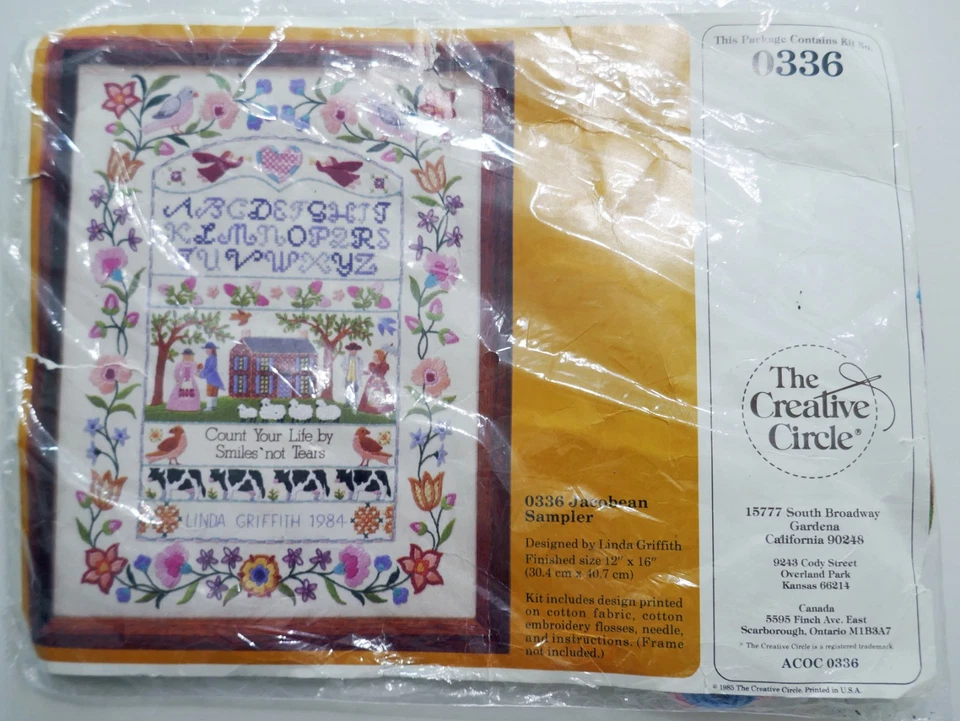 ABCDEFGHIJ
KLMNOPQRS
TUVWXYZ
Count Your Life by
Smiles not Tears
LINDA GRIFFITH 1984
0336 Jacobean
Sampler
Designed by Linda Griffith
Finished size 12" x 16"
(30.4 cm x 40.7 cm)
Kit includes design printed
on cotton fabric, cotton
embroidery flosses, needle,
and instructions. (Frame
not included.)
This Package Contains Kit No.
0336
The
Creative
Circle®
15777 South Broadway
Gardena
California 90248
9243 Cody Street
Overland Park
Kansas 66214
Canada
5595 Finch Ave. East
Scarborough, Ontario M1B3A7
® The Creative Circle is a registered trademark
ACOC 0336
© 1985 The Creative Circle. Printed in U.S.A.